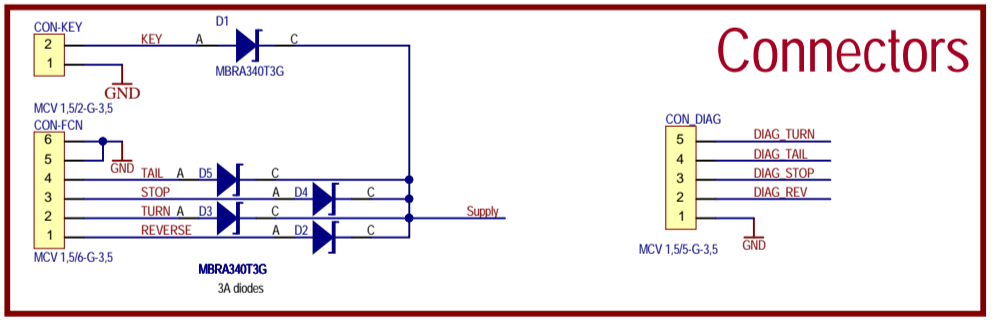 Connectors
CON-KEY
D1
2 KEY A C
1
MBRA340T3G
GND
MCV 1,5/2-G-3,5
CON-FCN
6
5 GND
4 TAIL A D5 C
3 STOP A D4 C
2 TURN A D3 C Supply
1 REVERSE A D2 C
MCV 1,5/6-G-3,5
MBRA340T3G
3A diodes
CON_DIAG
5 DIAG_TURN
4 DIAG_TAIL
3 DIAG_STOP
2 DIAG_REV
1
GND
MCV 1,5/5-G-3,5